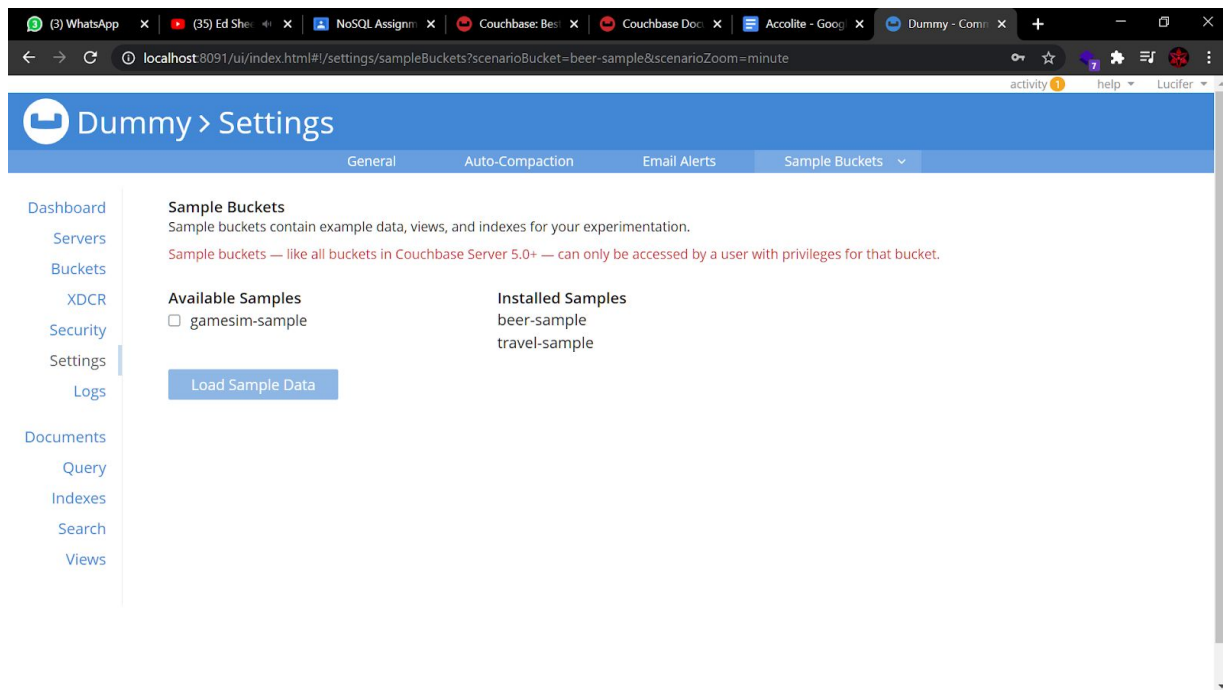 (3) WhatsApp
(35) Ed Shee
NoSQL Assignm
Couchbase: Best
Couchbase Doc
Accolite - Goog
Dummy - Comm
localhost:8091/ui/index.html#!/settings/sampleBuckets?scenarioBucket=beer-sample&scenarioZoom=minute
7
activity 1 help Lucifer
Dummy > Settings
General Auto-Compaction Email Alerts Sample Buckets
Dashboard
Servers
Buckets
XDCR
Security
Settings
Logs
Documents
Query
Indexes
Search
Views
Sample Buckets
Sample buckets contain example data, views, and indexes for your experimentation.
Sample buckets — like all buckets in Couchbase Server 5.0+ — can only be accessed by a user with privileges for that bucket.
Available Samples
gamesim-sample
Load Sample Data
Installed Samples
beer-sample
travel-sample